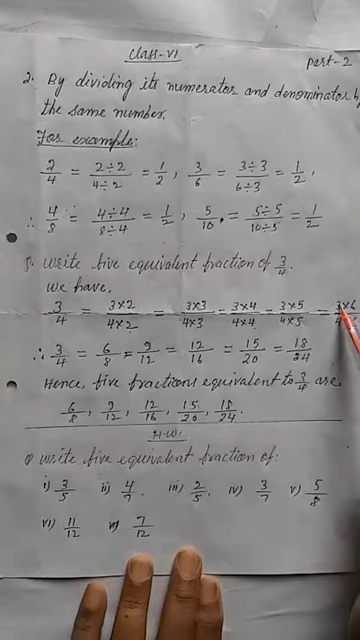 Class-VI Part-2
2. By dividing its numerator and denominator by
the same number.
For example:
2/4 = 2÷2/4÷2 = 1/2, 3/6 = 3÷3/6÷3 = 1/2,
∴ 4/8 = 4÷4/8÷4 = 1/2, 5/10 = 5÷5/10÷5 = 1/2
Q. Write five equivalent fraction of 3/4.
We have,
3/4 = 3×2/4×2 = 3×3/4×3 = 3×4/4×4 = 3×5/4×5 = 3×6/4×6
∴ 3/4 = 6/8 = 9/12 = 12/16 = 15/20 = 18/24
Hence, five fractions equivalent to 3/4 are
6/8, 9/12, 12/16, 15/20, 18/24.
H.W.
Q Write five equivalent fraction of:
i) 3/5 ii) 4/7, iii) 2/5, iv) 3/7 v) 5/8
vi) 11/12 7/12